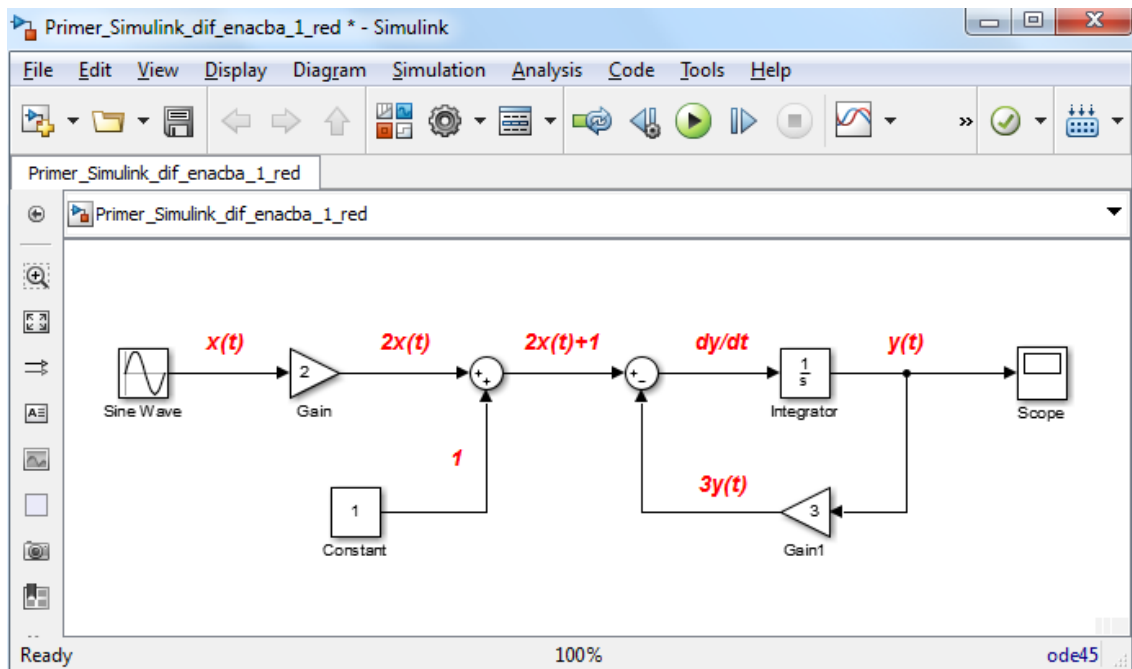 Primer_Simulink_dif_enacba_1_red * - Simulink
File Edit View Display Diagram Simulation Analysis Code Tools Help
»
Primer_Simulink_dif_enacba_1_red
Primer_Simulink_dif_enacba_1_red
x(t) 2x(t) 2x(t)+1 dy/dt y(t)
2 + + + − 1/s
Sine Wave Gain Integrator Scope
1 3y(t)
1 3
Constant Gain1
Ready 100% ode45